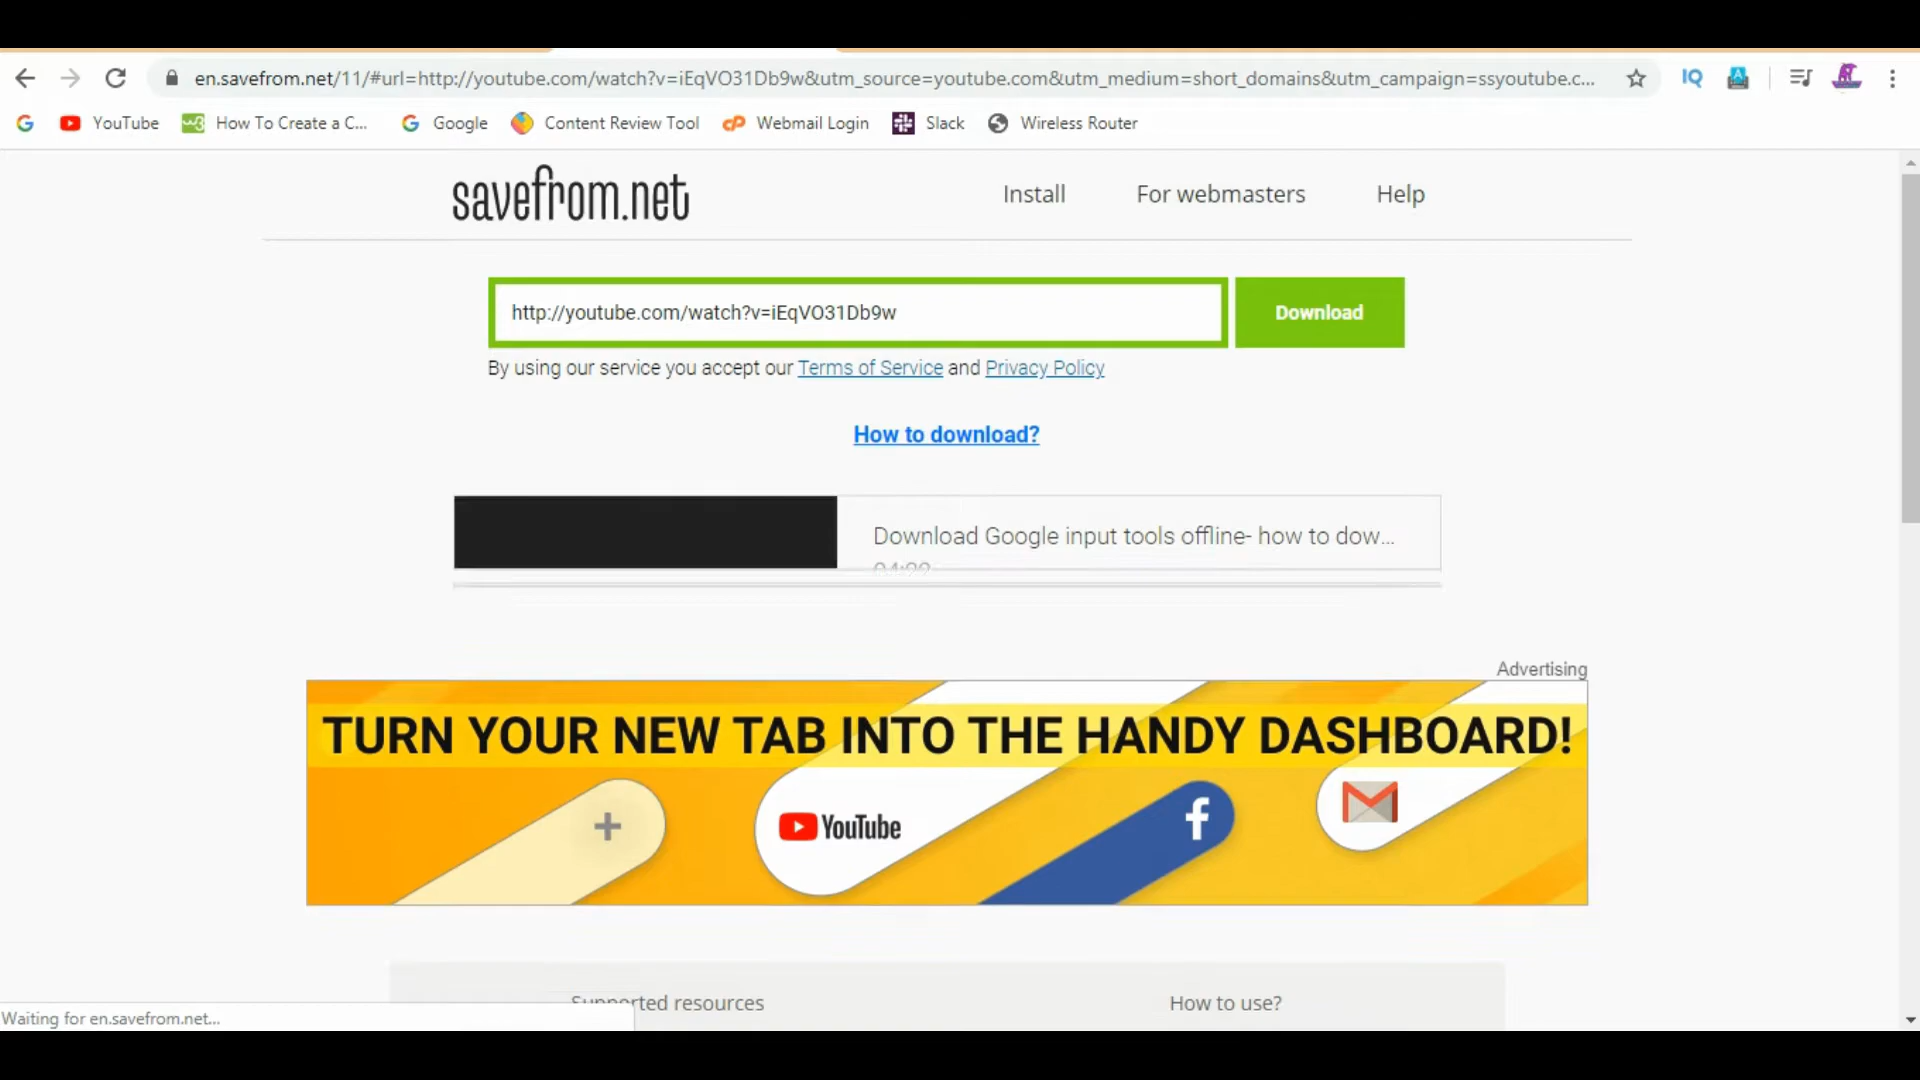 en.savefrom.net/11/#url=http://youtube.com/watch?v=iEqVO31Db9w&utm_source=youtube.com&utm_medium=short_domains&utm_campaign=ssyoutube.c...
IQ
YouTube How To Create a C... Google Content Review Tool Webmail Login Slack Wireless Router
savefrom.net Install For webmasters Help
http://youtube.com/watch?v=iEqVO31Db9w Download
By using our service you accept our Terms of Service and Privacy Policy
How to download?
Download Google input tools offline- how to dow...
Advertising
TURN YOUR NEW TAB INTO THE HANDY DASHBOARD!
YouTube
Supported resources How to use?
Waiting for en.savefrom.net...